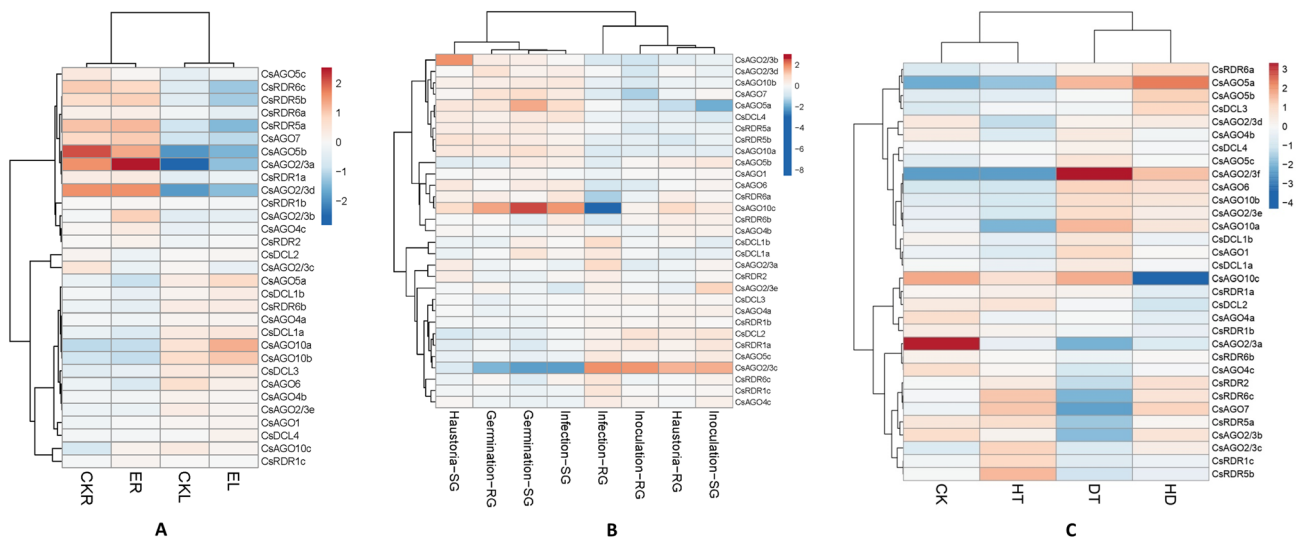 CsAGO5c
CsRDR6c
CsRDR5b
CsRDR6a
CsRDR5a
CsAGO7
CsAGO5b
CsAGO2/3a
CsRDR1a
CsAGO2/3d
CsRDR1b
CsAGO2/3b
CsAGO4c
CsRDR2
CsDCL2
CsAGO2/3c
CsAGO5a
CsDCL1b
CsRDR6b
CsAGO4a
CsDCL1a
CsAGO10a
CsAGO10b
CsDCL3
CsAGO6
CsAGO4b
CsAGO2/3e
CsAGO1
CsDCL4
CsAGO10c
CsRDR1c
CKR ER CKL EL
2
1
0
−1
−2
A
CsAGO2/3b
CsAGO2/3d
CsAGO10b
CsAGO7
CsAGO5a
CsDCL4
CsRDR5a
CsRDR5b
CsAGO10a
CsAGO5b
CsAGO1
CsAGO6
CsRDR6a
CsAGO10c
CsRDR6b
CsAGO4b
CsDCL1b
CsDCL1a
CsAGO2/3a
CsRDR2
CsAGO2/3e
CsDCL3
CsAGO4a
CsRDR1b
CsDCL2
CsRDR1a
CsAGO5c
CsAGO2/3c
CsRDR6c
CsRDR1c
CsAGO4c
Haustoria−SG
Germination−RG
Germination−SG
Infection−SG
Infection−RG
Inoculation−RG
Haustoria−RG
Inoculation−SG
2
0
−2
−4
−6
−8
B
CsRDR6a
CsAGO5a
CsAGO5b
CsDCL3
CsAGO2/3d
CsAGO4b
CsDCL4
CsAGO5c
CsAGO2/3f
CsAGO6
CsAGO10b
CsAGO2/3e
CsAGO10a
CsDCL1b
CsAGO1
CsDCL1a
CsAGO10c
CsRDR1a
CsDCL2
CsAGO4a
CsRDR1b
CsAGO2/3a
CsRDR6b
CsAGO4c
CsRDR2
CsRDR6c
CsAGO7
CsRDR5a
CsAGO2/3b
CsAGO2/3c
CsRDR1c
CsRDR5b
CK HT DT HD
3
2
1
0
−1
−2
−3
−4
C